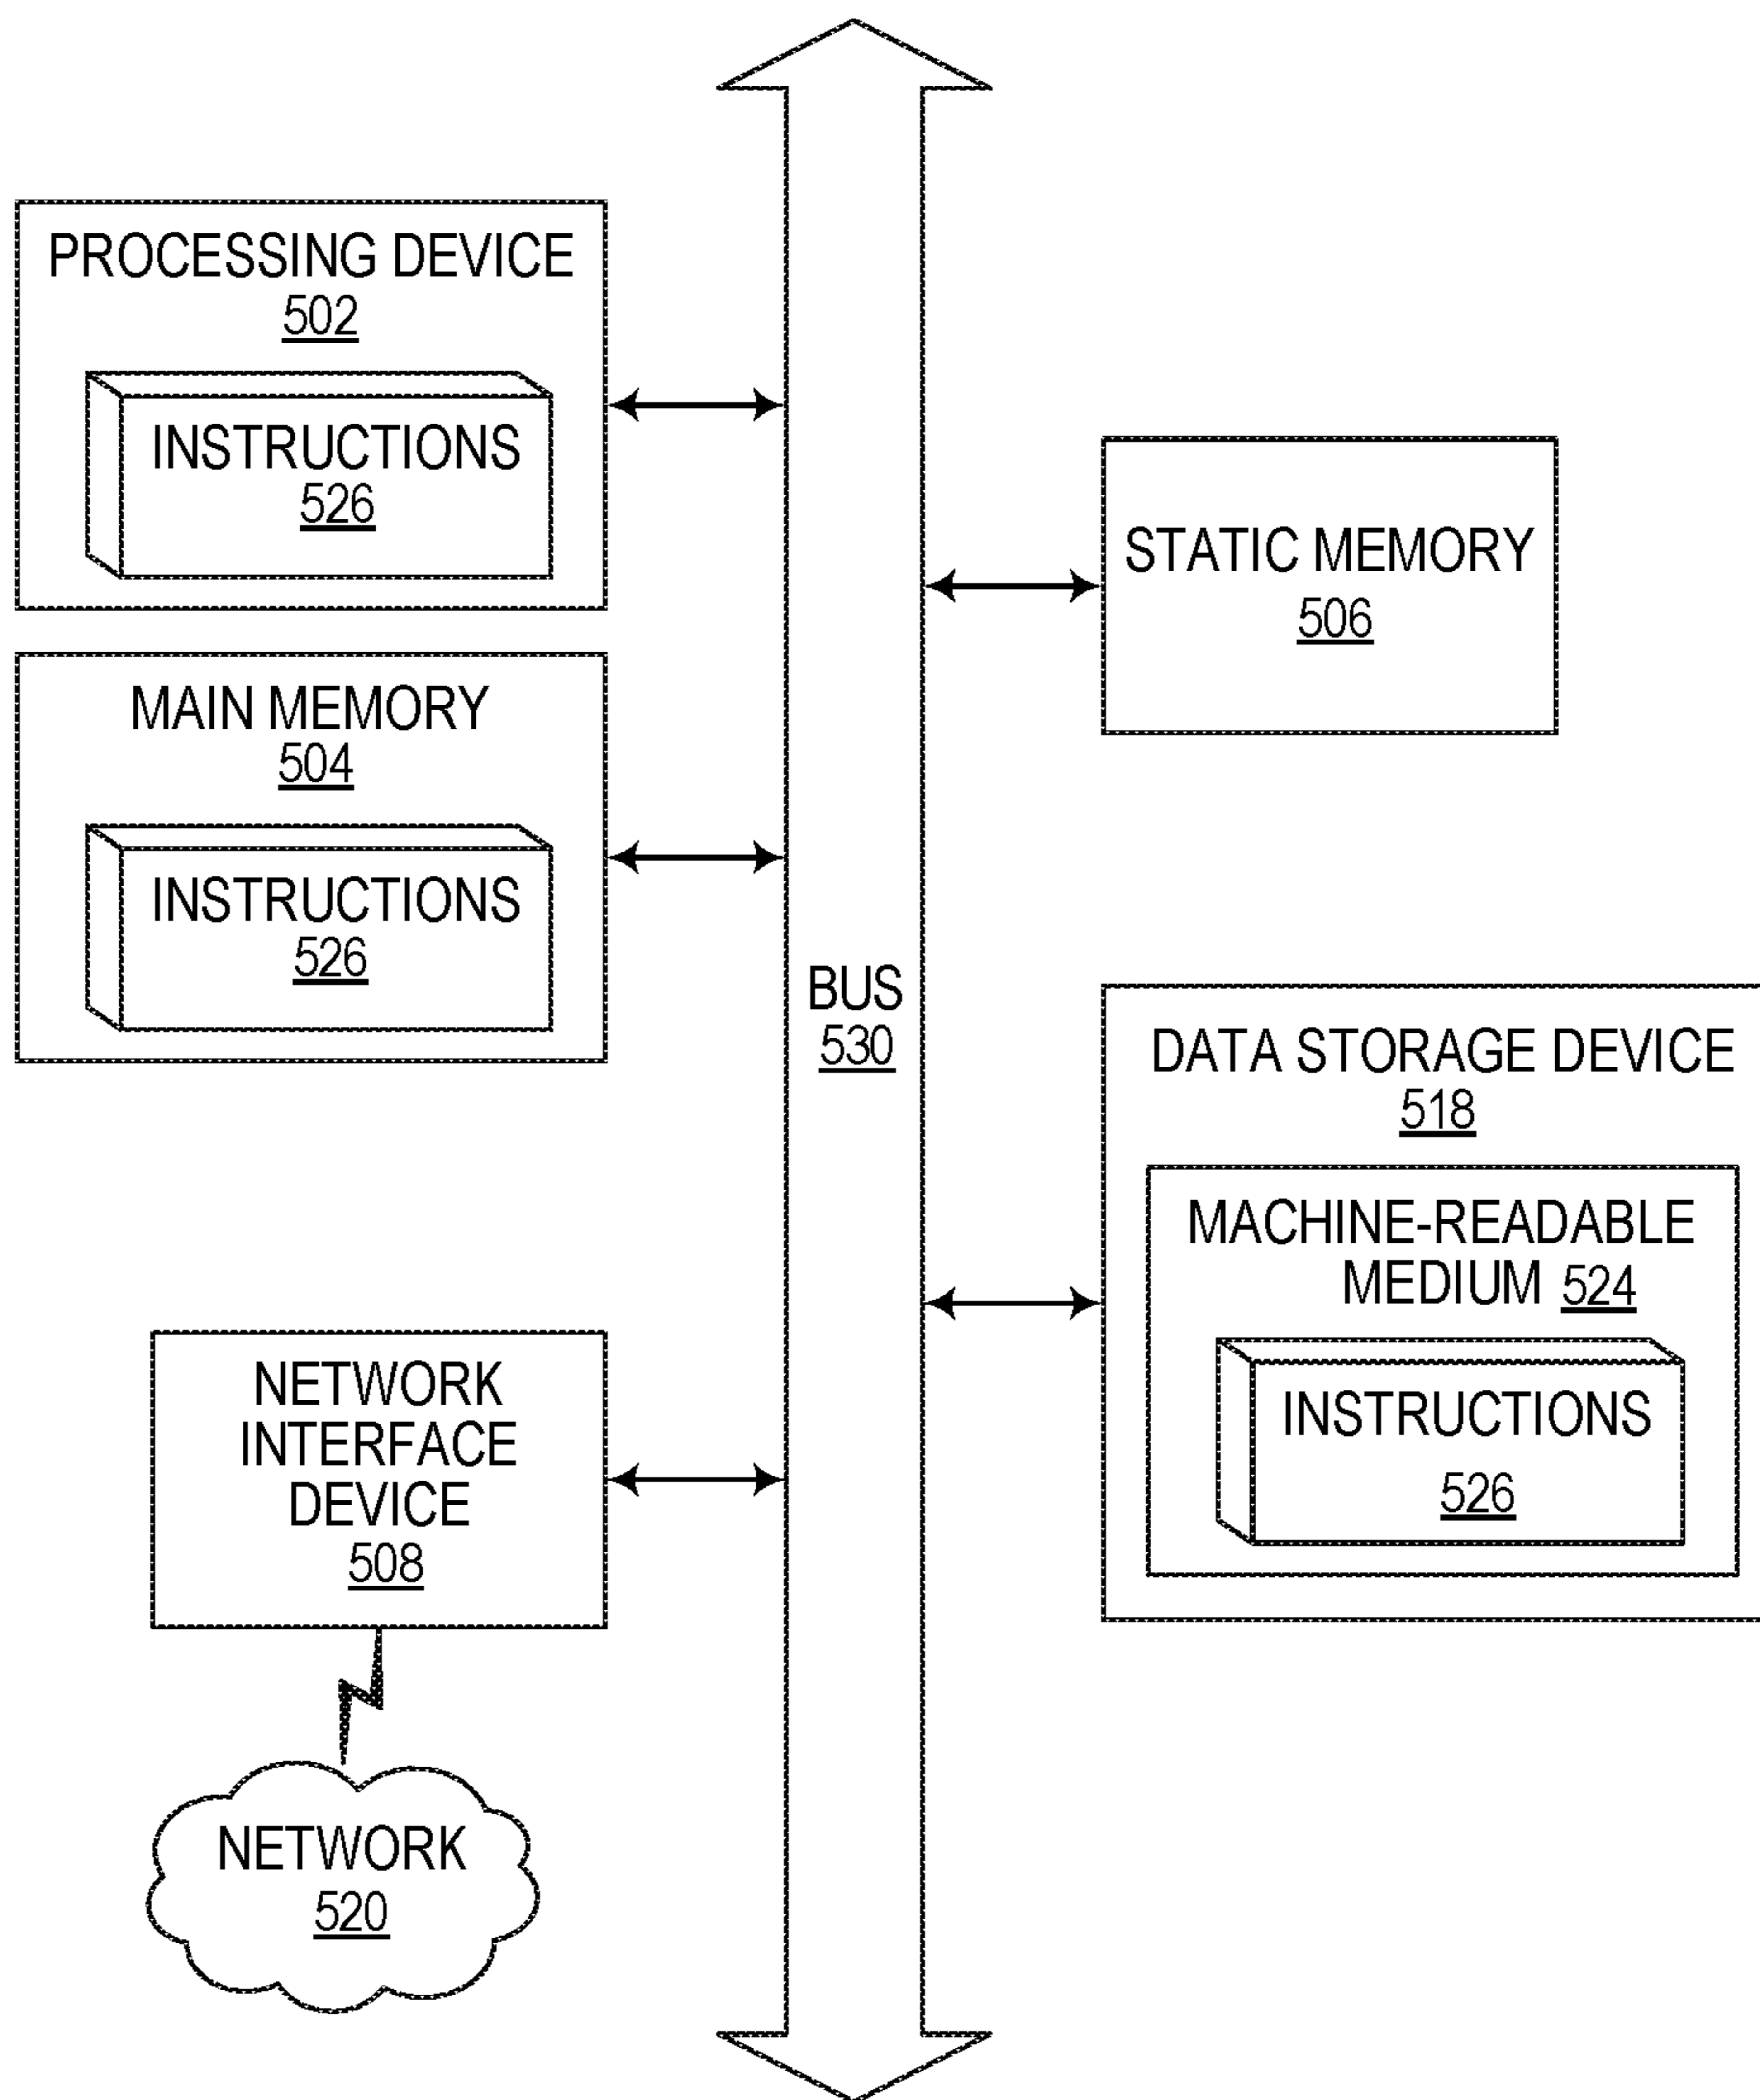 PROCESSING DEVICE
502
INSTRUCTIONS
526
MAIN MEMORY
504
INSTRUCTIONS
526
NETWORK
INTERFACE
DEVICE
508
NETWORK
520
BUS
530
STATIC MEMORY
506
DATA STORAGE DEVICE
518
MACHINE-READABLE
MEDIUM 524
INSTRUCTIONS
526